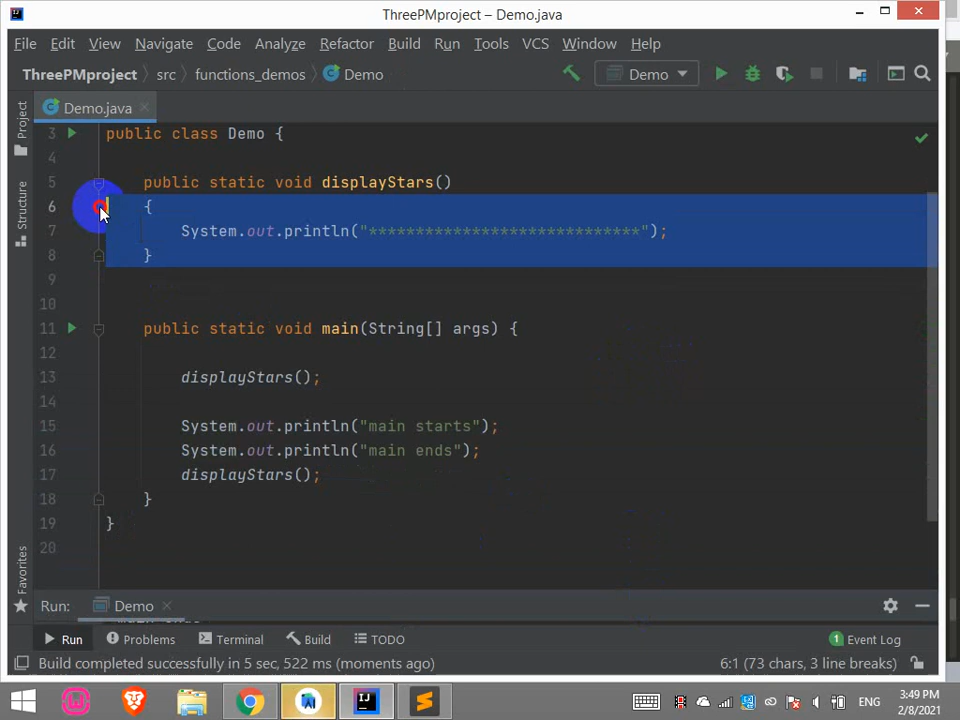 ThreePMproject – Demo.java
File Edit View Navigate Code Analyze Refactor Build Run Tools VCS Window Help
ThreePMproject src functions_demos Demo Demo
Demo.java
Project
Structure
Favorites
3 public class Demo {
4
5 public static void displayStars()
6 {
7 System.out.println("*****************************");
8 }
9
10
11 public static void main(String[] args) {
12
13 displayStars();
14
15 System.out.println("main starts");
16 System.out.println("main ends");
17 displayStars();
18 }
19 }
20
Run: Demo
Run Problems Terminal Build TODO 1 Event Log
Build completed successfully in 5 sec, 522 ms (moments ago) 6:1 (73 chars, 3 line breaks)
ENG 3:49 PM
2/8/2021